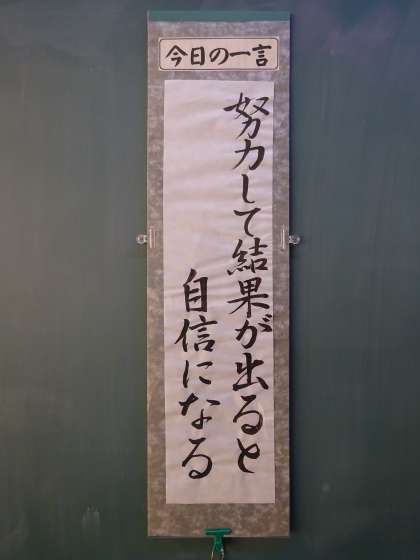 今日の一言
努力して結果が出ると
自信になる